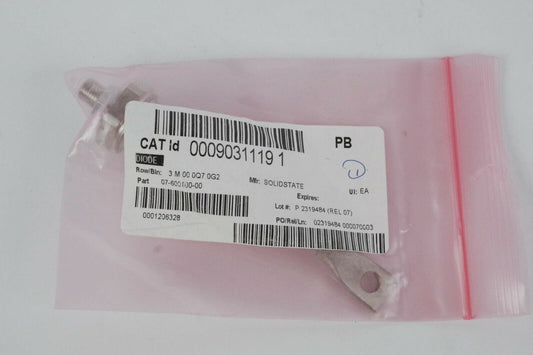 CAT Id 0009031119 1 PB
DIODE
Row/Bin: 3 M 00 0Q7 0G2 Mfr: SOLIDSTATE UI: EA
Part 07-600100-00 Expires:
Lot #: P 2319484 (REL 07)
0001206328 PO/Rel/Ln: 02319484 000070003